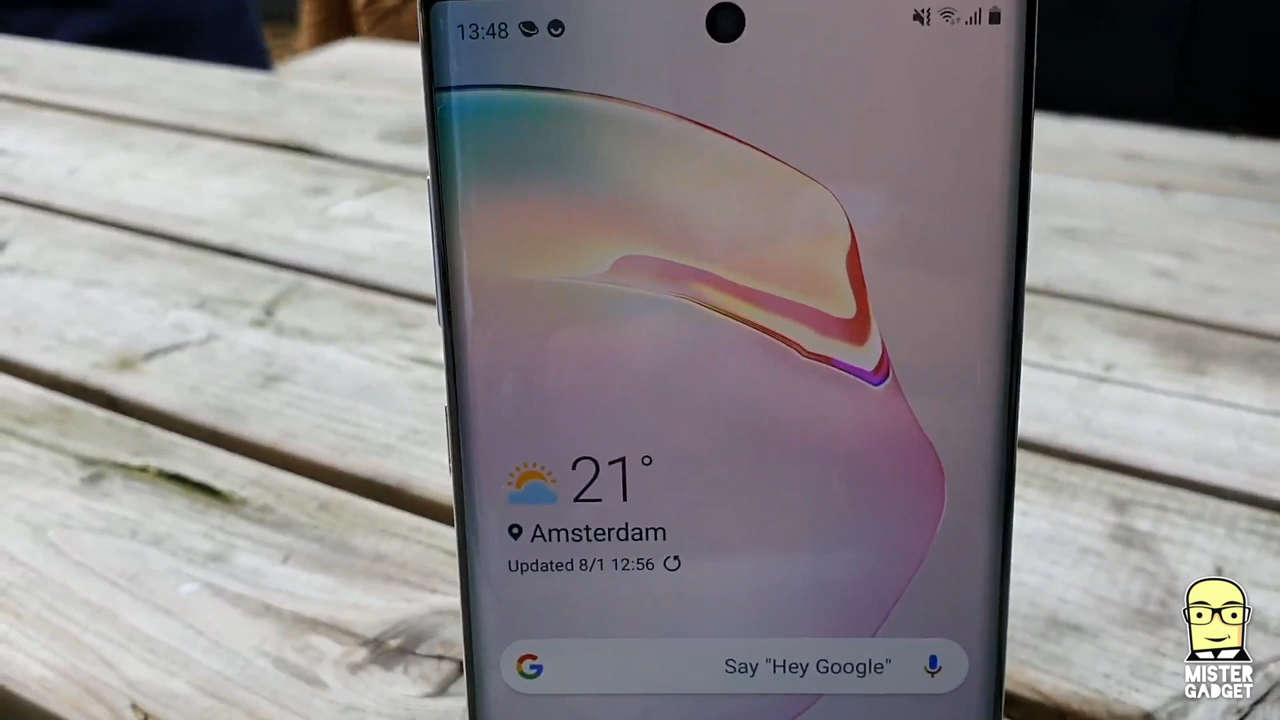 13:48
21°
Amsterdam
Updated 8/1 12:56
Say "Hey Google"
MISTER
GADGET